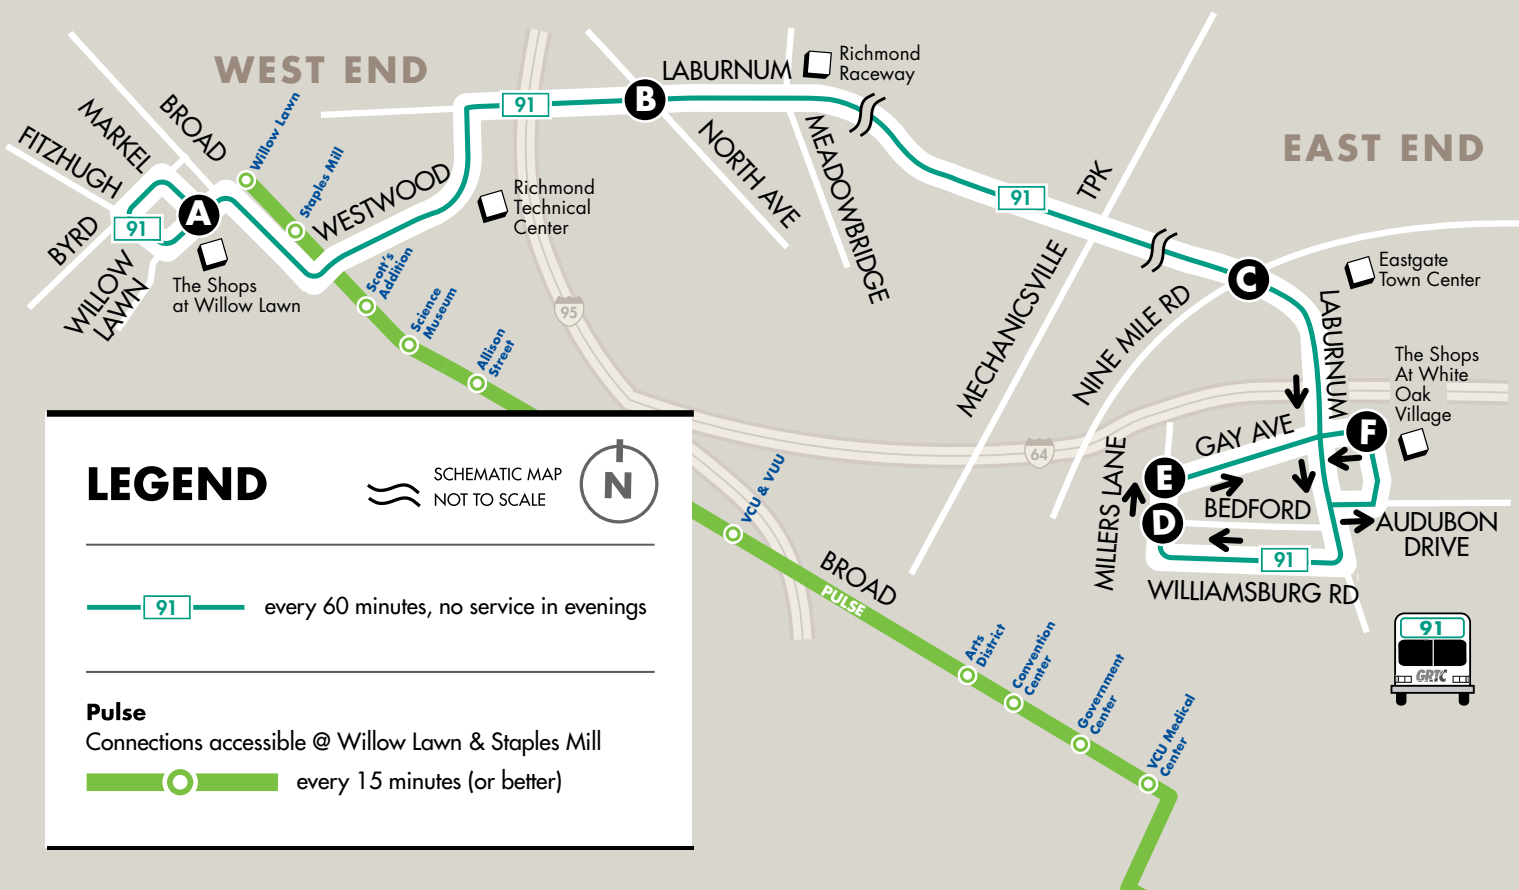 WEST END
EAST END
BROAD
MARKEL
FITZHUGH
BYRD
WILLOW
LAWN
91
A
The Shops
at Willow Lawn
Willow Lawn
Staples Mill
WESTWOOD
Scott's
Addition
Science
Museum
Allison
Street
91
B
LABURNUM
Richmond
Raceway
Richmond
Technical
Center
NORTH AVE
MEADOWBRIDGE
95
91
MECHANICSVILLE
TPK
NINE MILE RD
C
Eastgate
Town Center
LABURNUM
The Shops
At White
Oak
Village
64
GAY AVE
F
E
D
BEDFORD
MILLERS LANE
AUDUBON
DRIVE
91
WILLIAMSBURG RD
91
GRTC
VCU & VUU
BROAD
PULSE
Arts
District
Convention
Center
Government
Center
VCU Medical
Center
LEGEND
SCHEMATIC MAP
NOT TO SCALE
N
91
every 60 minutes, no service in evenings
Pulse
Connections accessible @ Willow Lawn & Staples Mill
every 15 minutes (or better)